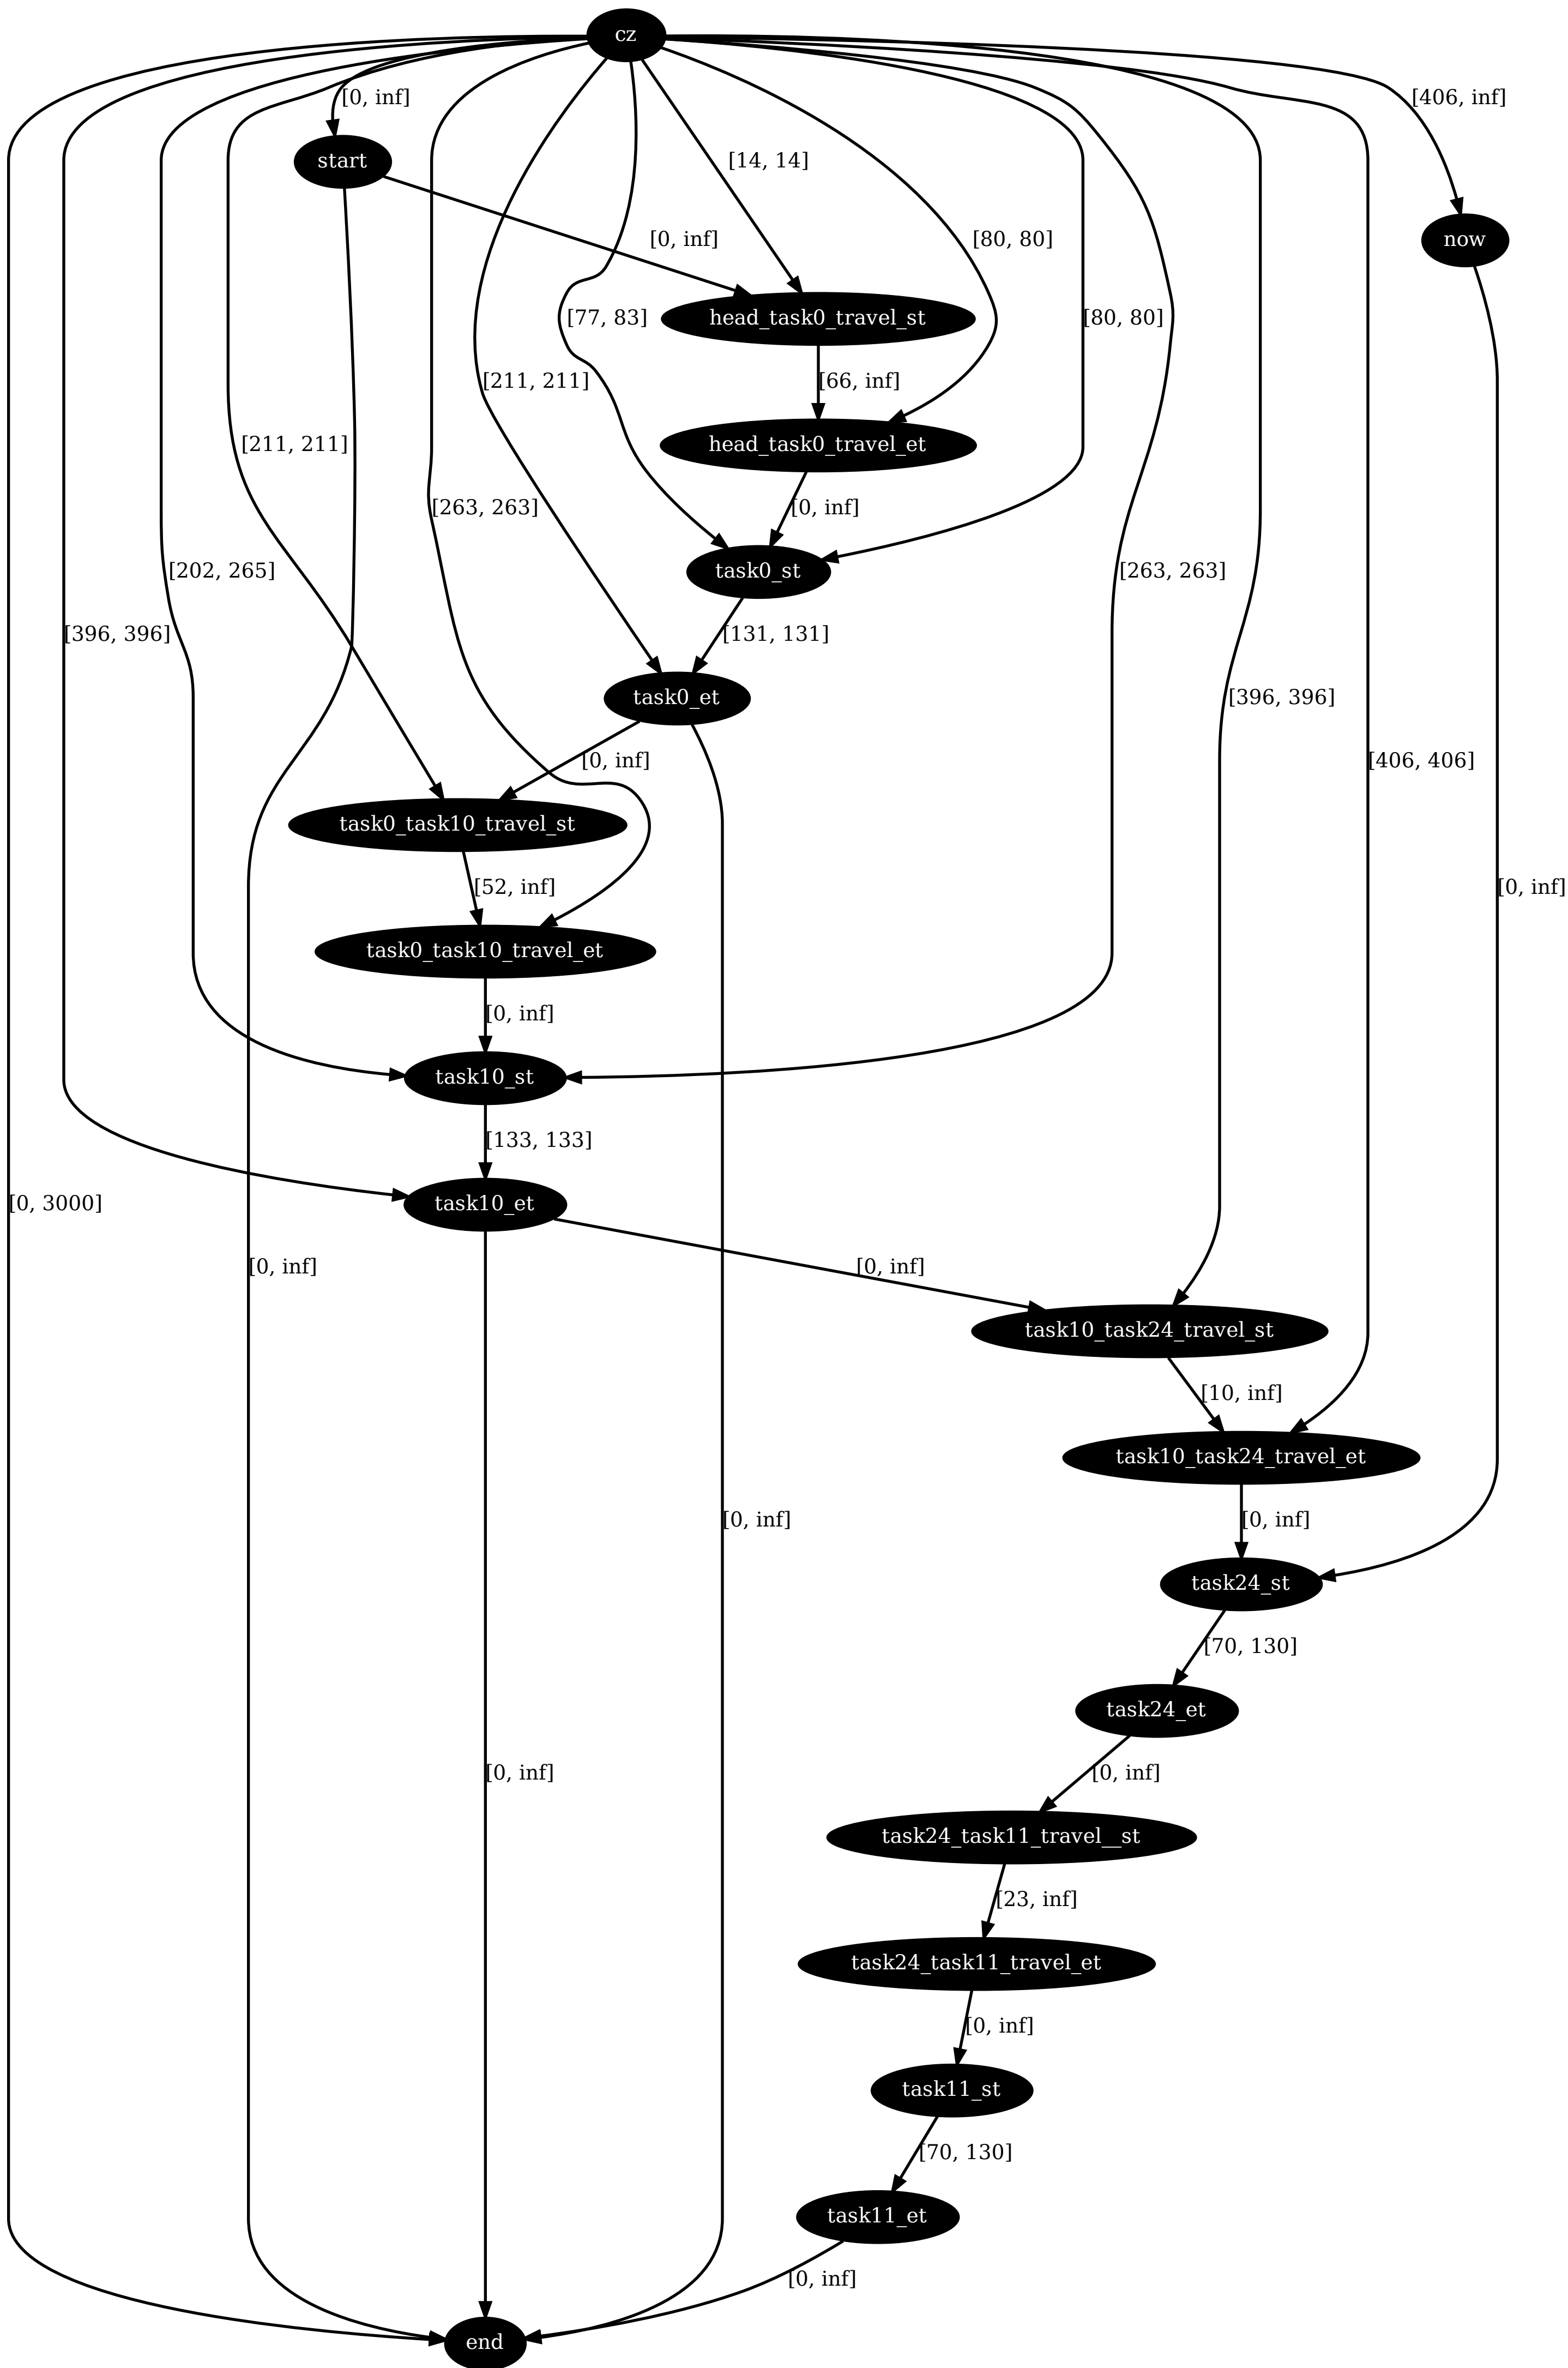 cz
[0, inf]
[406, inf]
start
[14, 14]
[0, inf]
[80, 80]
now
[77, 83]
head_task0_travel_st
[80, 80]
[211, 211]
[66, inf]
[211, 211]
head_task0_travel_et
[263, 263]
[0, inf]
[202, 265]
task0_st
[263, 263]
[396, 396]
[131, 131]
task0_et
[396, 396]
[0, inf]
[406, 406]
task0_task10_travel_st
[52, inf]
[0, inf]
task0_task10_travel_et
[0, inf]
task10_st
[133, 133]
[0, 3000]
task10_et
[0, inf]
[0, inf]
task10_task24_travel_st
[10, inf]
task10_task24_travel_et
[0, inf]
[0, inf]
task24_st
[70, 130]
task24_et
[0, inf]
[0, inf]
task24_task11_travel__st
[23, inf]
task24_task11_travel_et
[0, inf]
task11_st
[70, 130]
task11_et
[0, inf]
end